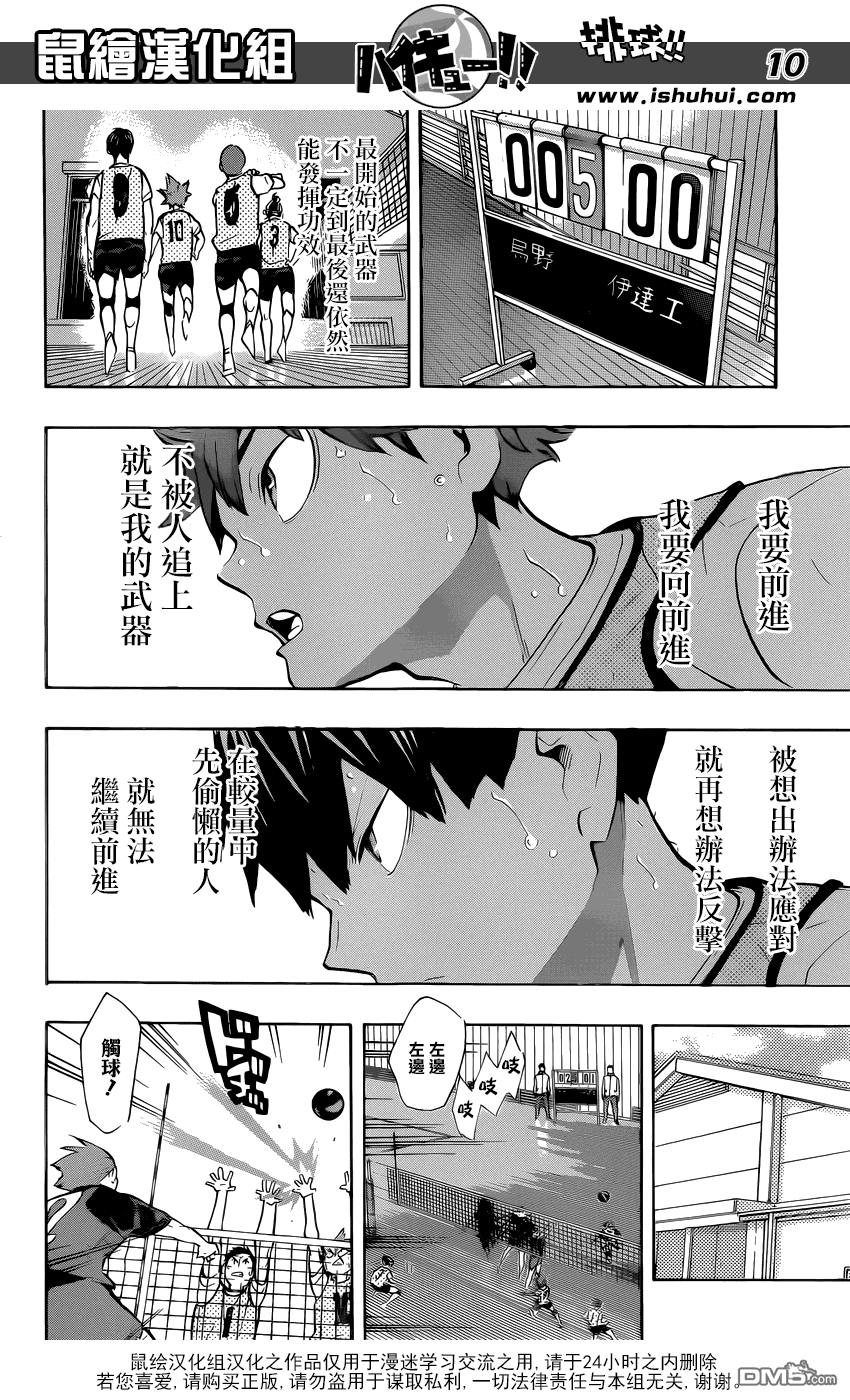 鼠繪漢化組
ハイキュー!!
排球!!
10
www.ishuhui.com
00 5 00
烏野
伊達工
最開始的武器
不一定到最後還依然
能發揮功效
10
3
我要前進
我要向前進
不被人追上
就是我的武器
被想出辦法應對
就再想辦法反擊
在較量中
先偷懶的人
就無法
繼續前進
左邊
左邊
吱
吱
吱
觸球!
鼠绘汉化组汉化之作品仅用于漫迷学习交流之用, 请于24小时之内删除
若您喜爱, 请购买正版, 请勿盗用于谋取私利, 一切法律责任与本组无关, 谢谢.
DM5.com